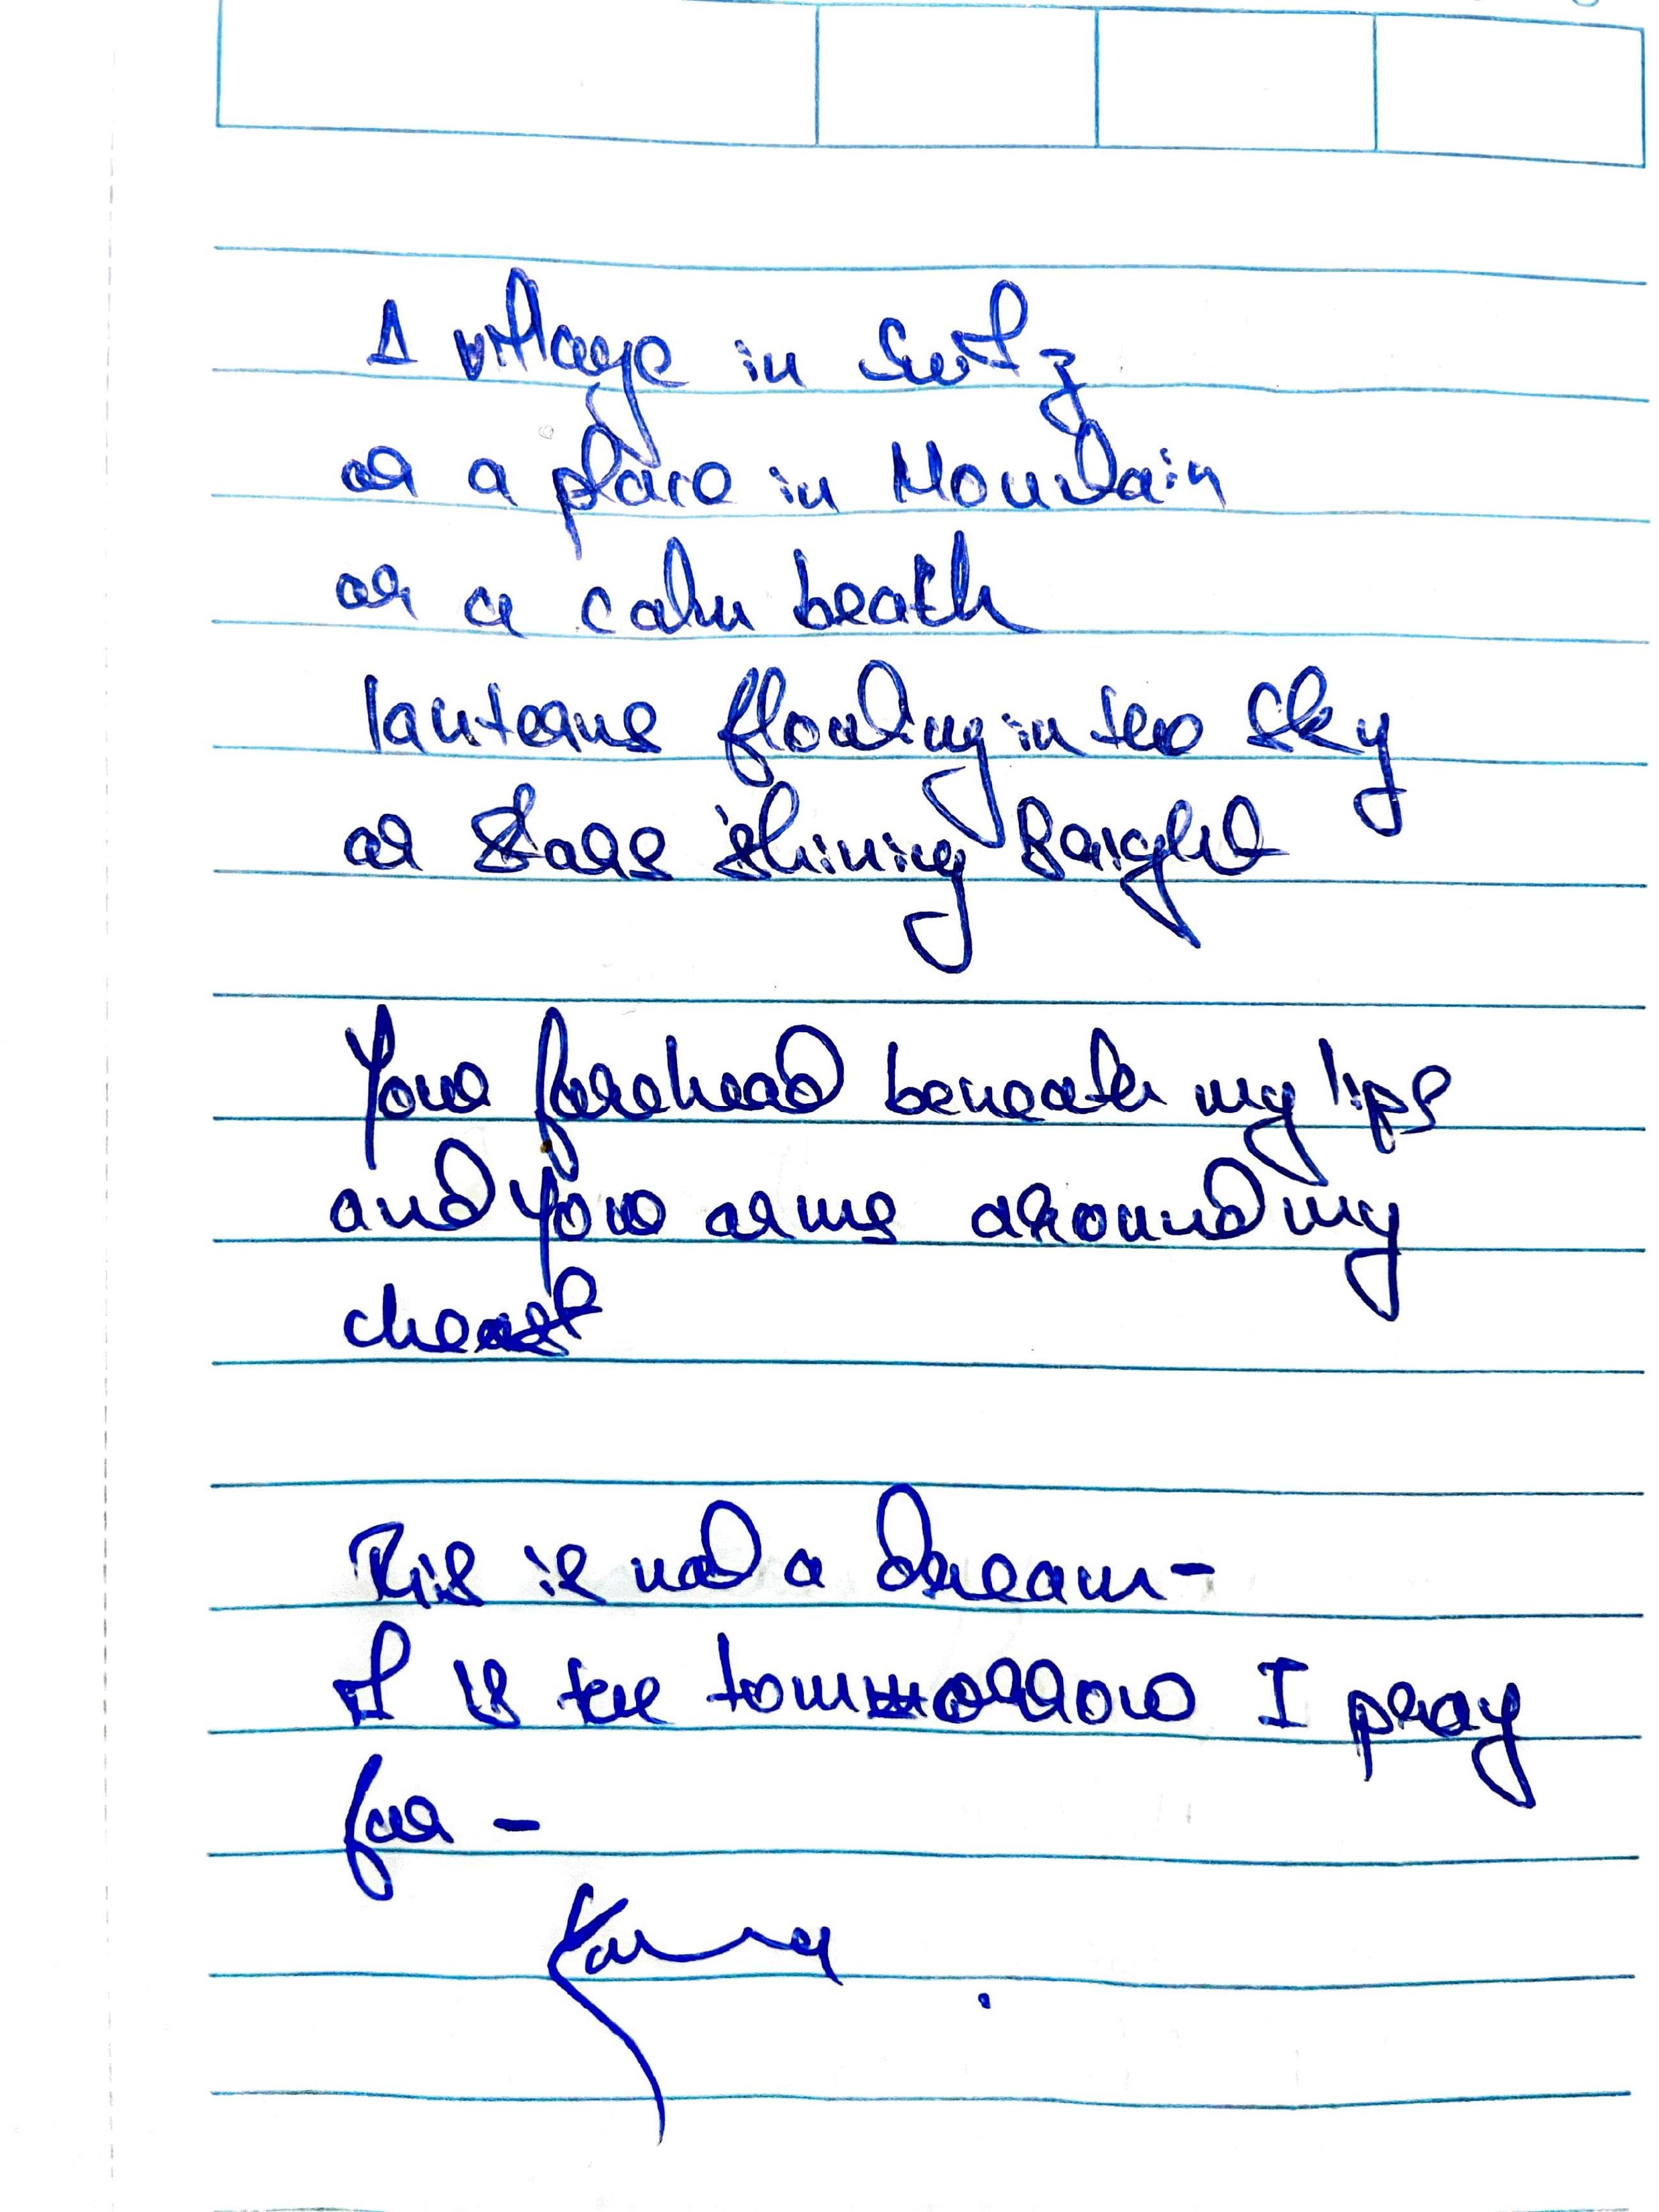 A village in Switz
or a place in Mountain
or a calm beach
lanterns floating in the sky
or stars shining bright
Your forehead beneath my lips
and your arms around my
chest
This is not a dream-
it is the tommorrow I pray
for -